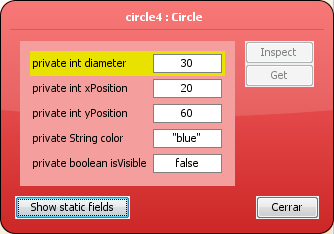 circle4 : Circle
private int diameter 30
private int xPosition 20
private int yPosition 60
private String color "blue"
private boolean isVisible false
Inspect
Get
Show static fields
Cerrar